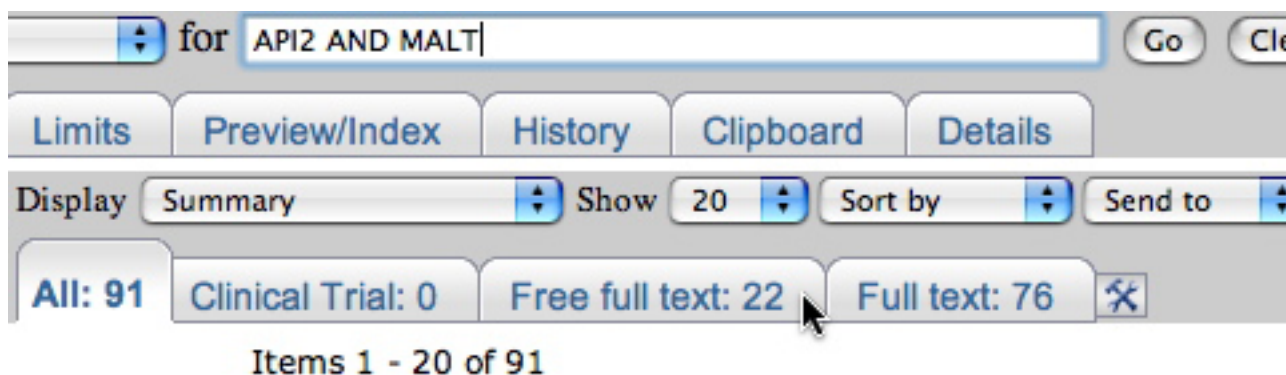 for API2 AND MALT Go
Limits Preview/Index History Clipboard Details
Display Summary Show 20 Sort by Send to
All: 91 Clinical Trial: 0 Free full text: 22 Full text: 76
Items 1 - 20 of 91